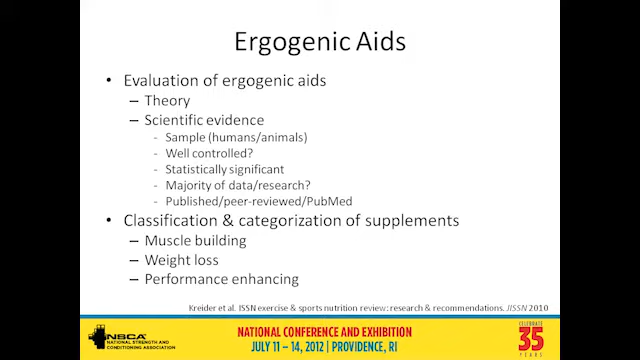 Ergogenic Aids
• Evaluation of ergogenic aids
– Theory
– Scientific evidence
- Sample (humans/animals)
- Well controlled?
- Statistically significant
- Majority of data/research?
- Published/peer-reviewed/PubMed
• Classification & categorization of supplements
– Muscle building
– Weight loss
– Performance enhancing
Kreider et al. ISSN exercise & sports nutrition review: research & recommendations. JISSN 2010
NSCA
NATIONAL STRENGTH AND
CONDITIONING ASSOCIATION
NATIONAL CONFERENCE AND EXHIBITION
JULY 11 – 14, 2012 | PROVIDENCE, RI
CELEBRATE
35
YEARS